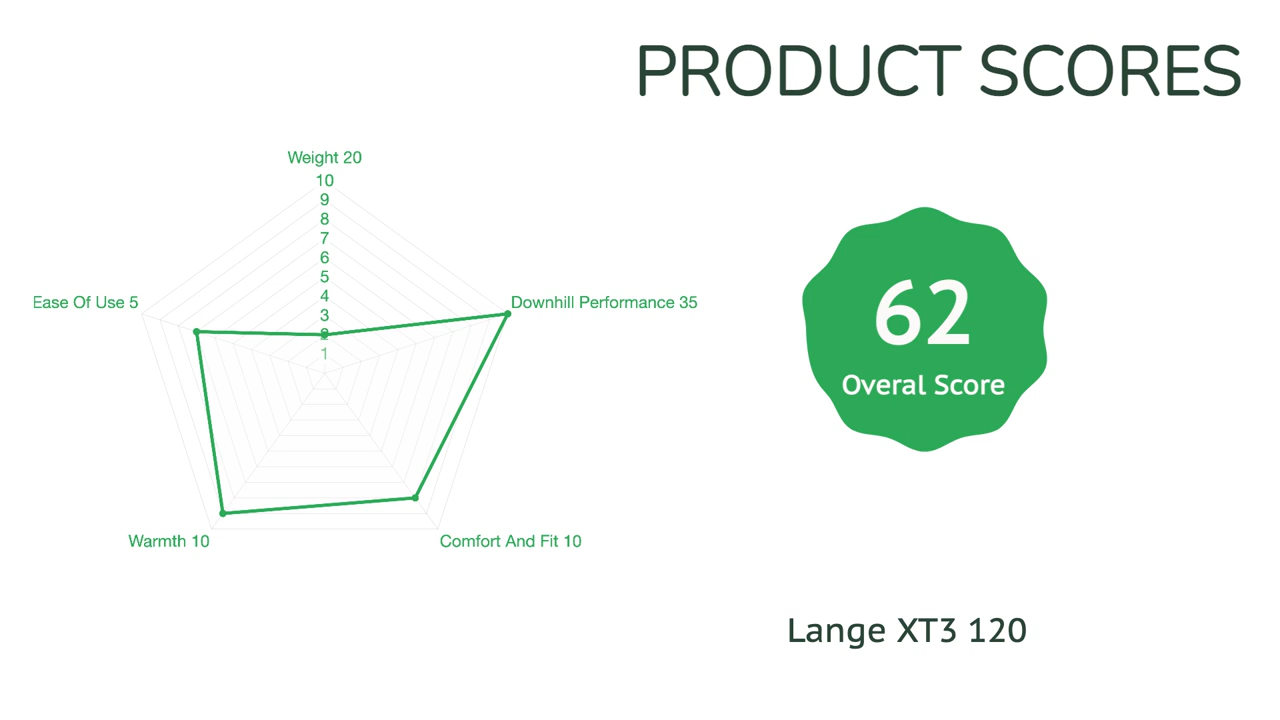 PRODUCT SCORES
Weight 20
10
9
8
7
6
5
4
3
2
1
Ease Of Use 5
Downhill Performance 35
Warmth 10
Comfort And Fit 10
62
Overal Score
Lange XT3 120